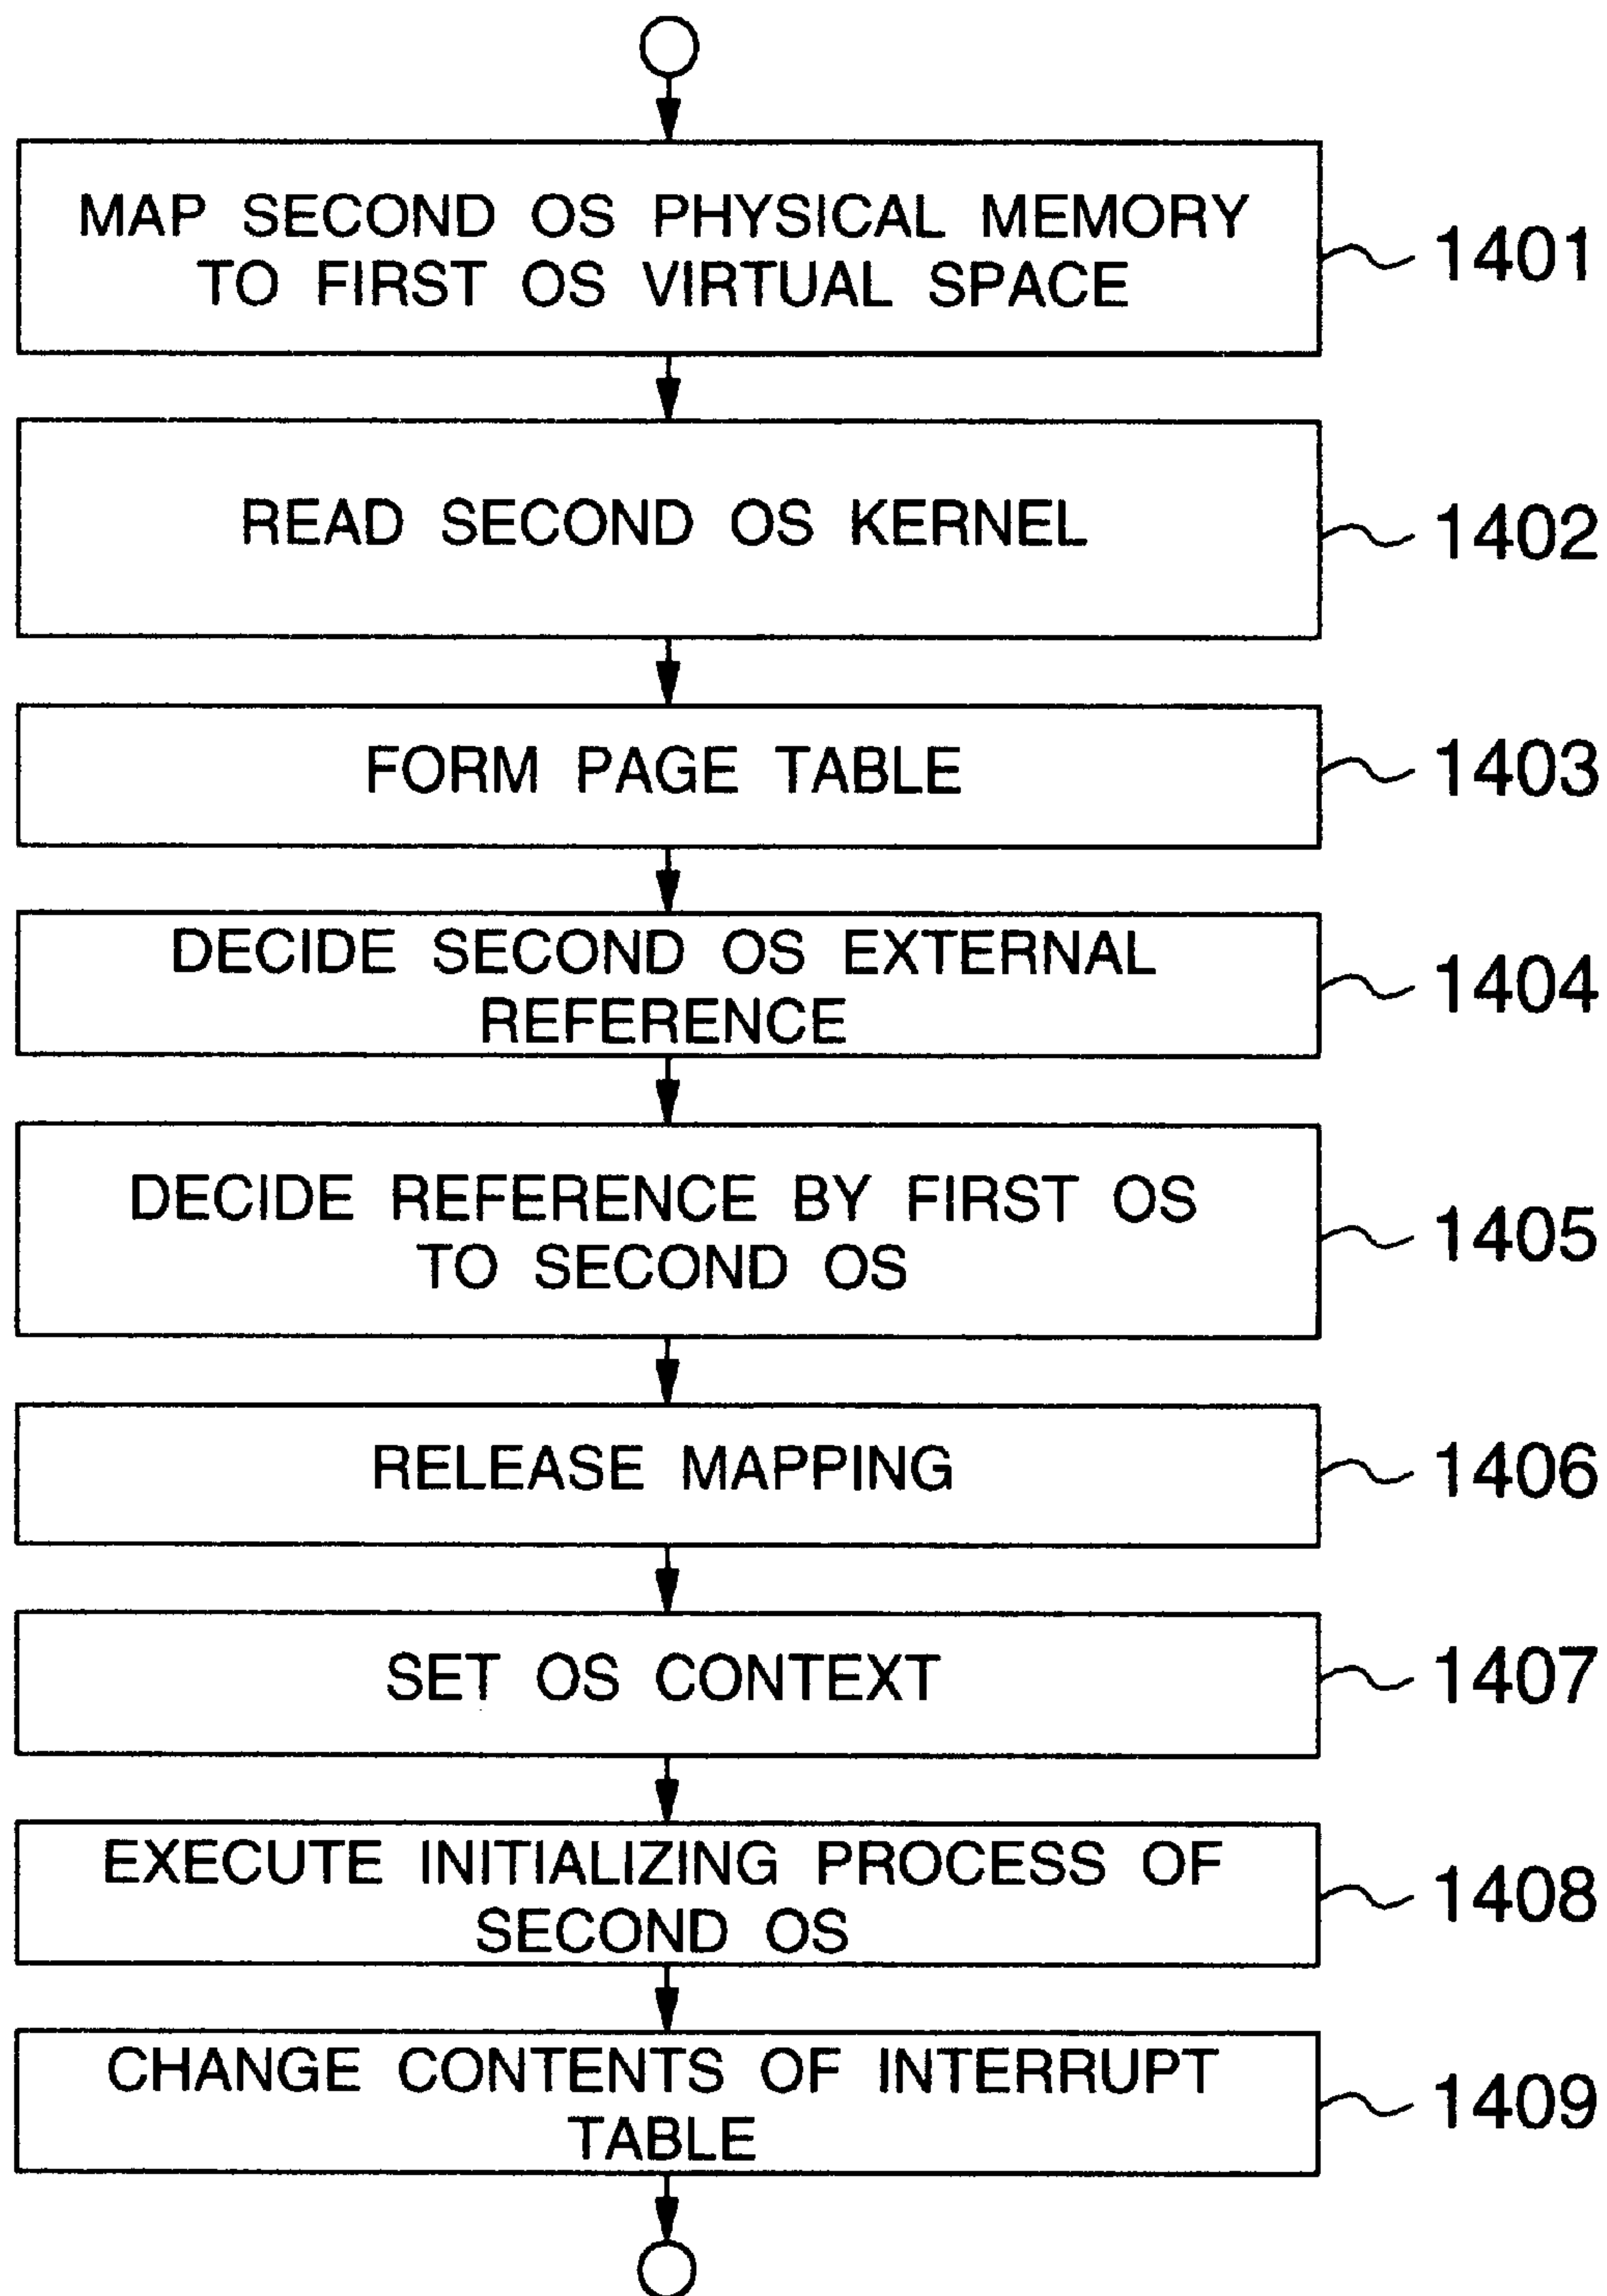 MAP SECOND OS PHYSICAL MEMORY
TO FIRST OS VIRTUAL SPACE
1401
READ SECOND OS KERNEL
1402
FORM PAGE TABLE
1403
DECIDE SECOND OS EXTERNAL
REFERENCE
1404
DECIDE REFERENCE BY FIRST OS
TO SECOND OS
1405
RELEASE MAPPING
1406
SET OS CONTEXT
1407
EXECUTE INITIALIZING PROCESS OF
SECOND OS
1408
CHANGE CONTENTS OF INTERRUPT
TABLE
1409